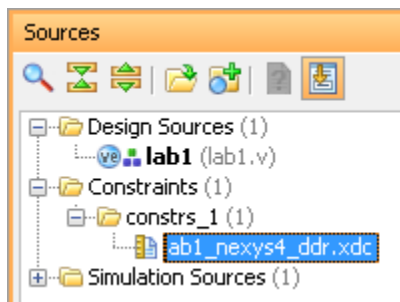 Sources
Design Sources (1)
lab1 (lab1.v)
Constraints (1)
constrs_1 (1)
ab1_nexys4_ddr.xdc
Simulation Sources (1)